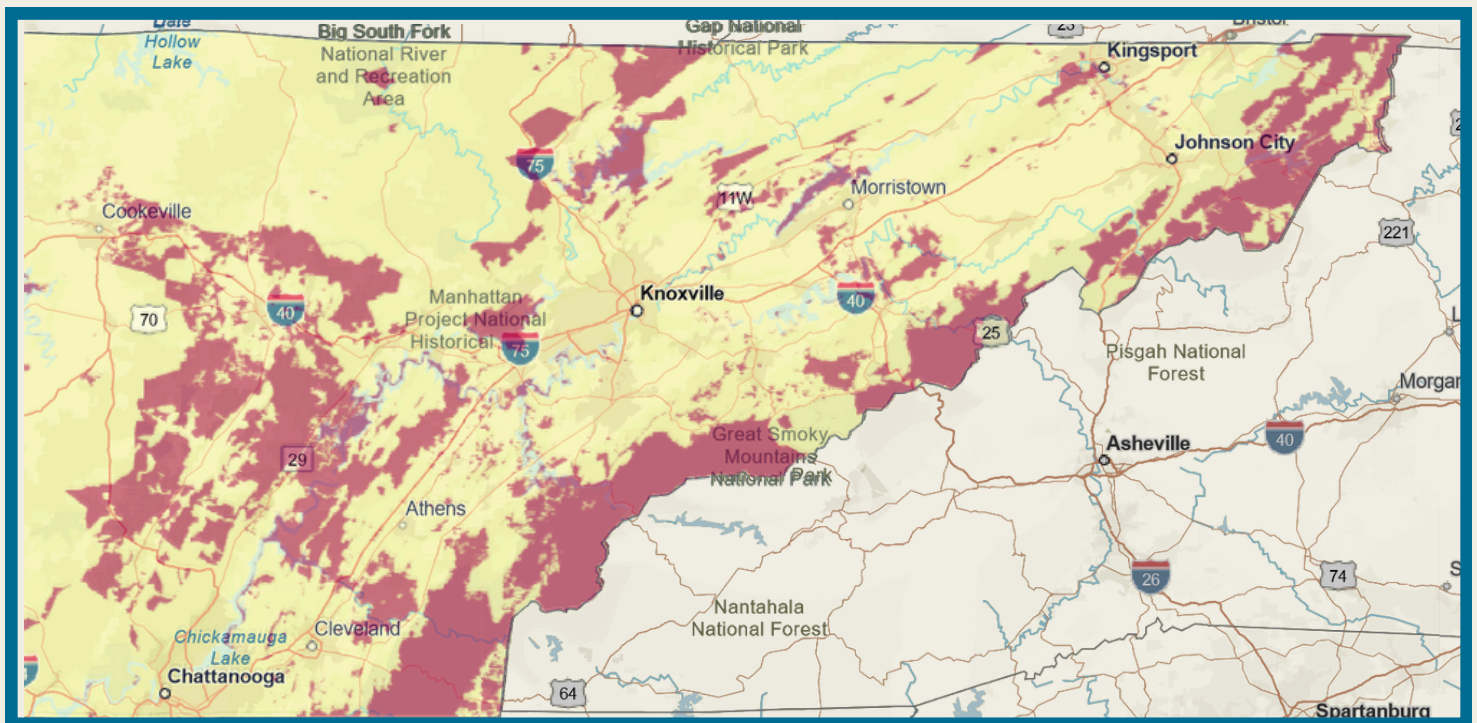 Dale
Hollow
Lake
Big South Fork
National River
and Recreation
Area
Gap National
Historical Park
23
Bristol
Kingsport
75
Johnson City
Morristown
11W
Cookeville
221
70
40
Manhattan
Project National
Historical
75
Knoxville
40
25
Pisgah National
Forest
Morgan
29
Great Smoky
Mountains
National Park
Park
Asheville
40
Athens
26
74
S
Nantahala
National Forest
Chickamauga
Lake
Cleveland
Chattanooga
64
Spartanburg